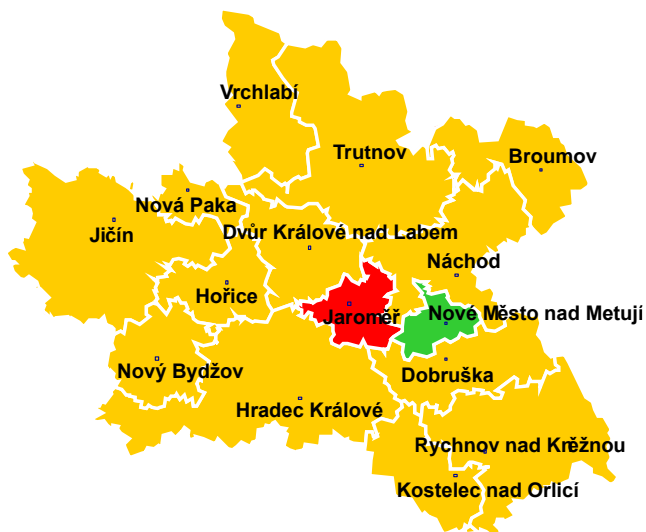 Vrchlabí
Trutnov
Broumov
Nová Paka
Jičín
Dvůr Králové nad Labem
Náchod
Hořice
Jaroměř
Nové Město nad Metují
Nový Bydžov
Dobruška
Hradec Králové
Rychnov nad Kněžnou
Kostelec nad Orlicí